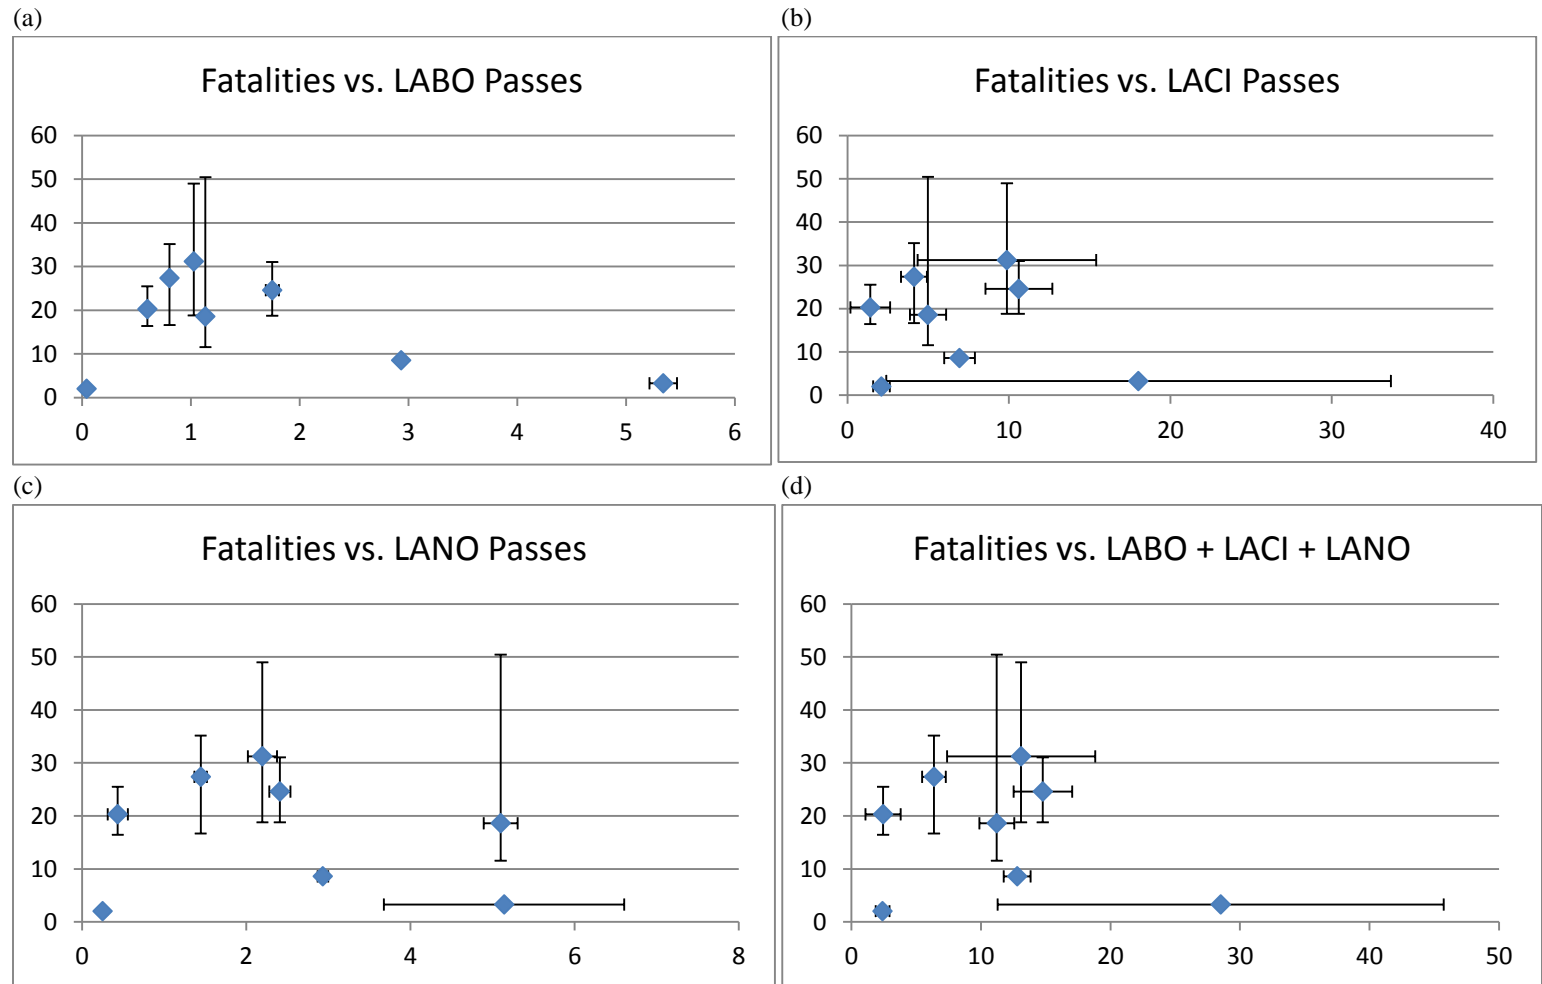 (a)
Fatalities vs. LABO Passes
60
50
40
30
20
10
0
0 1 2 3 4 5 6
(b)
Fatalities vs. LACI Passes
60
50
40
30
20
10
0
0 10 20 30 40
(c)
Fatalities vs. LANO Passes
60
50
40
30
20
10
0
0 2 4 6 8
(d)
Fatalities vs. LABO + LACI + LANO
60
50
40
30
20
10
0
0 10 20 30 40 50